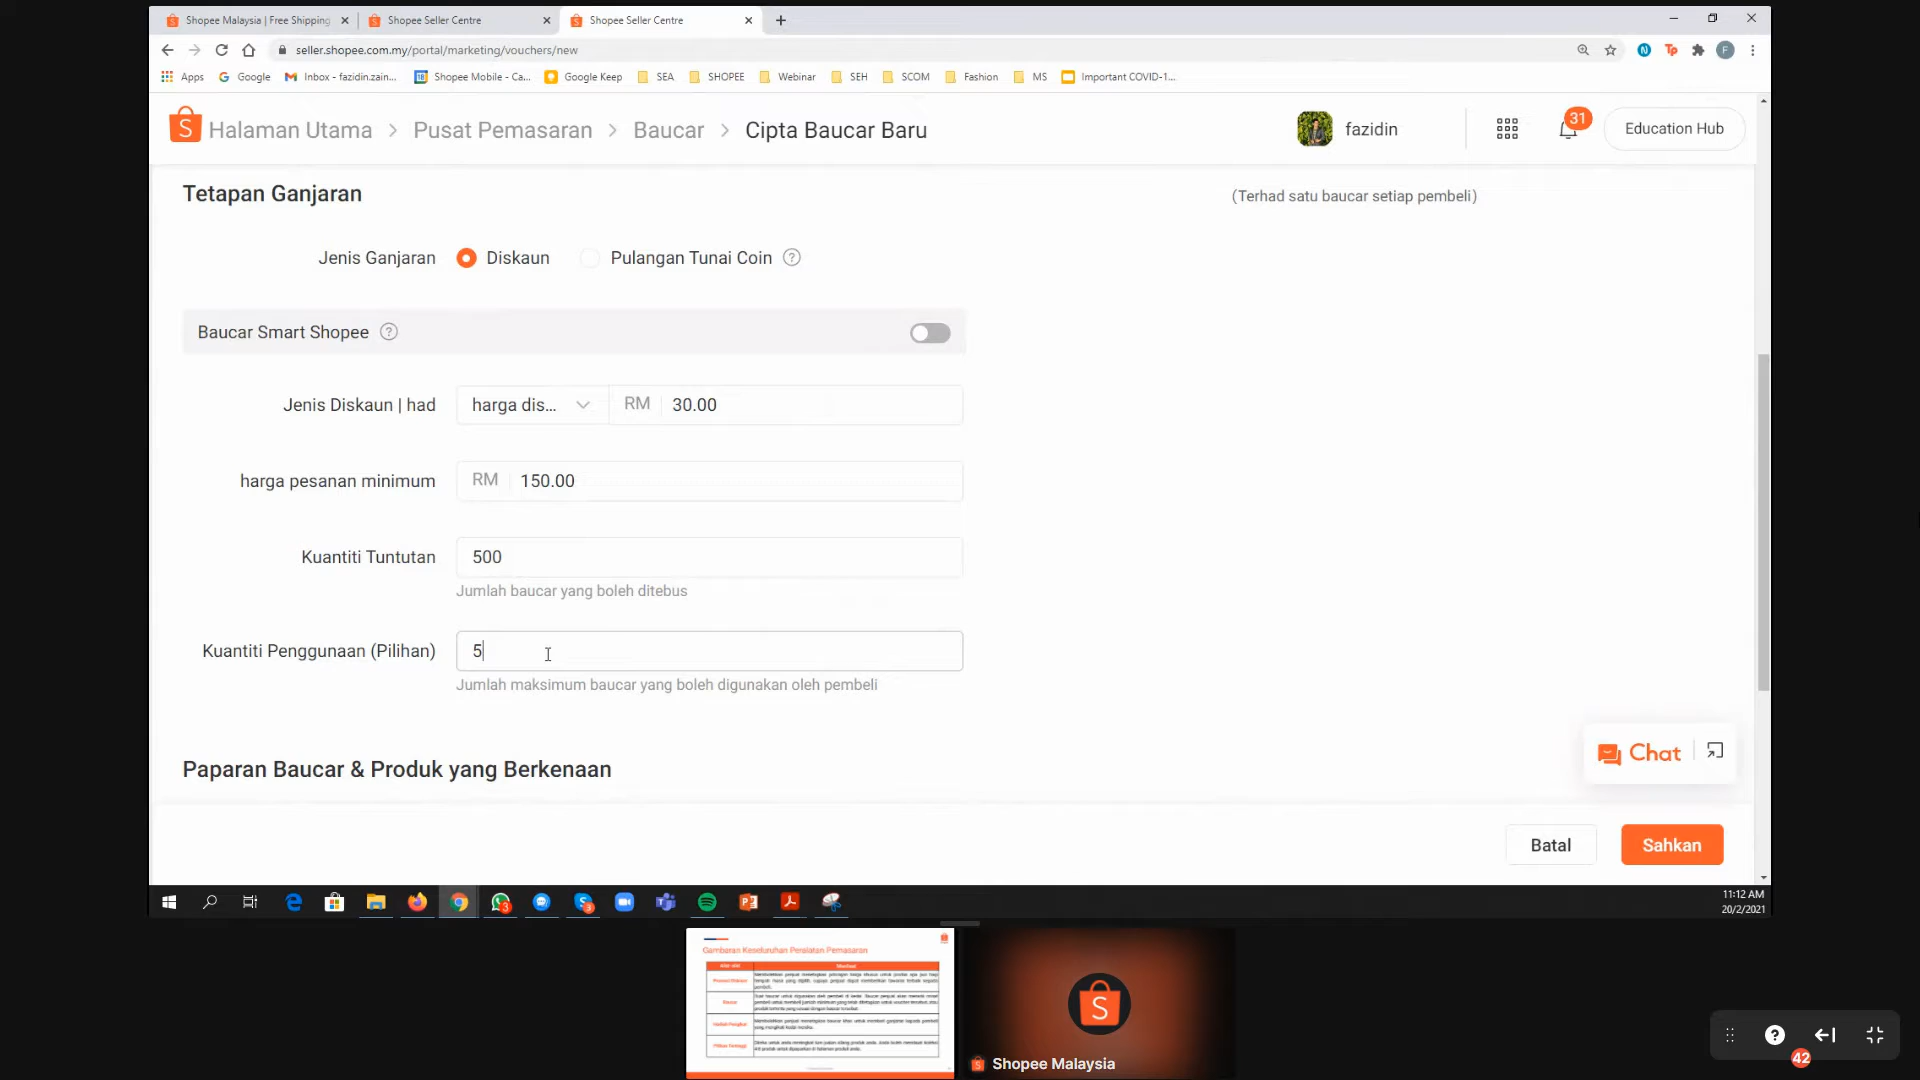 Shopee Malaysia | Free Shipping
Shopee Seller Centre
Shopee Seller Centre
seller.shopee.com.my/portal/marketing/vouchers/new
Apps
Google
Inbox - fazidin.zain...
Shopee Mobile - Ca...
Google Keep
SEA
SHOPEE
Webinar
SEH
SCOM
Fashion
MS
Important COVID-1...
Halaman Utama > Pusat Pemasaran > Baucar > Cipta Baucar Baru
fazidin
31
Education Hub
Tetapan Ganjaran
(Terhad satu baucar setiap pembeli)
Jenis Ganjaran
Diskaun
Pulangan Tunai Coin
Baucar Smart Shopee
Jenis Diskaun | had
harga dis...
RM 30.00
harga pesanan minimum
RM 150.00
Kuantiti Tuntutan
500
Jumlah baucar yang boleh ditebus
Kuantiti Penggunaan (Pilihan)
5
Jumlah maksimum baucar yang boleh digunakan oleh pembeli
Chat
Paparan Baucar & Produk yang Berkenaan
Batal
Sahkan
11:12 AM
20/2/2021
Gambaran Keseluruhan Peralatan Pemasaran
Shopee Malaysia
42